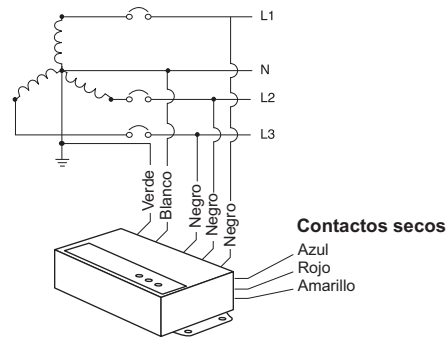 L1
N
L2
L3
Verde
Blanco
Negro
Negro
Negro
Contactos secos
Azul
Rojo
Amarillo